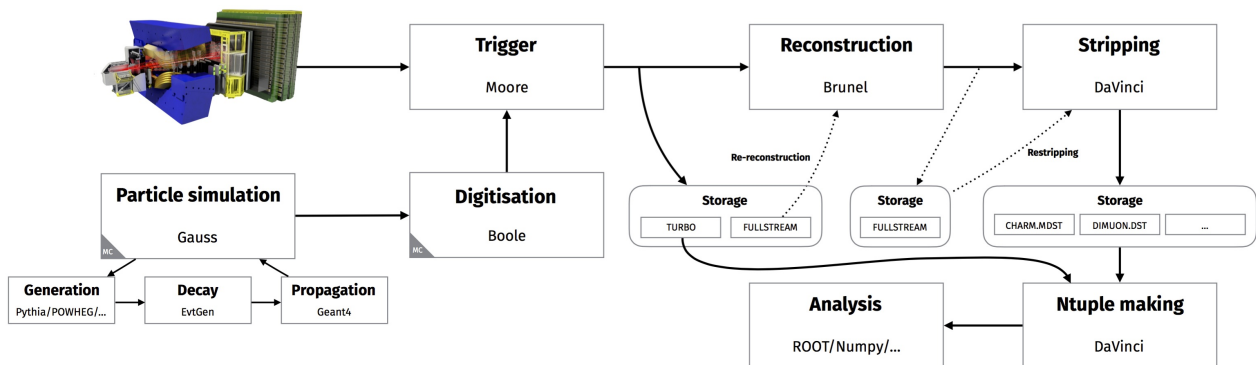 Trigger
Moore
Reconstruction
Brunel
Stripping
DaVinci
Re-reconstruction
Restripping
Particle simulation
Gauss
MC
Digitisation
Boole
MC
Storage
TURBO
FULLSTREAM
Storage
FULLSTREAM
Storage
CHARM.MDST
DIMUON.DST
...
Generation
Pythia/POWHEG/...
Decay
EvtGen
Propagation
Geant4
Analysis
ROOT/Numpy/...
Ntuple making
DaVinci